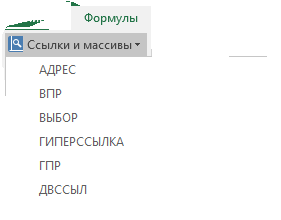 Формулы
Ссылки и массивы
АДРЕС
ВПР
ВЫБОР
ГИПЕРССЫЛКА
ГПР
ДВССЫЛ